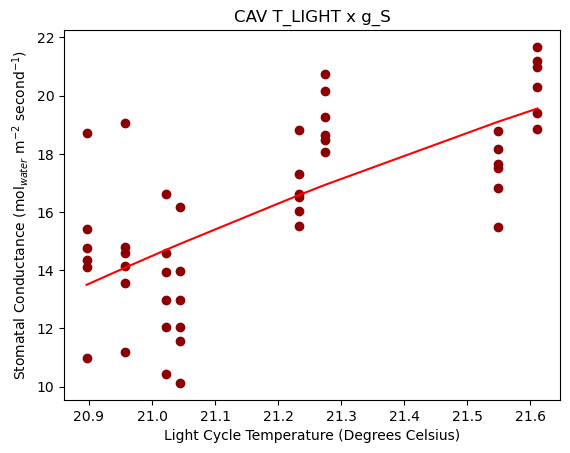 CAV T_LIGHT x g_S
Stomatal Conductance (mol$_{water}$ m$^{-2}$ second$^{-1}$)
22
20
18
16
14
12
10
20.9 21.0 21.1 21.2 21.3 21.4 21.5 21.6
Light Cycle Temperature (Degrees Celsius)